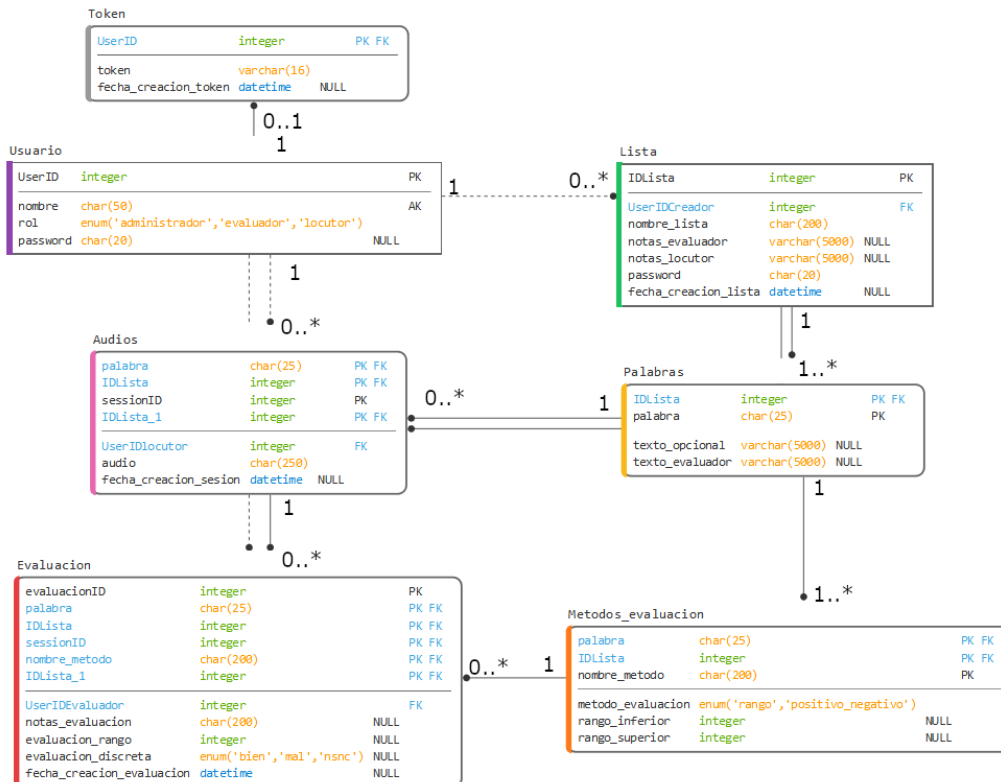 Token
UserID integer PK FK
token varchar(16)
fecha_creacion_token datetime NULL
0..1
1
Usuario
UserID integer PK
nombre char(50) AK
rol enum('administrador','evaluador','locutor')
password char(20) NULL
1
0..*
Lista
IDLista integer PK
UserIDCreador integer FK
nombre_lista char(200)
notas_evaluador varchar(5000) NULL
notas_locutor varchar(5000) NULL
password char(20)
fecha_creacion_lista datetime NULL
1
0..*
1
1..*
Audios
palabra char(25) PK FK
IDLista integer PK FK
sessionID integer PK
IDLista_1 integer PK FK
UserIDlocutor integer FK
audio char(250)
fecha_creacion_sesion datetime NULL
0..*
1
Palabras
IDLista integer PK FK
palabra char(25) PK
texto_opcional varchar(5000) NULL
texto_evaluador varchar(5000) NULL
1
0..*
1
1..*
Evaluacion
evaluacionID integer PK
palabra char(25) PK FK
IDLista integer PK FK
sessionID integer PK FK
nombre_metodo char(200) PK FK
IDLista_1 integer PK FK
UserIDEvaluador integer FK
notas_evaluacion char(200) NULL
evaluacion_rango integer NULL
evaluacion_discreta enum('bien','mal','nsnc') NULL
fecha_creacion_evaluacion datetime NULL
0..*
1
Metodos_evaluacion
palabra char(25) PK FK
IDLista integer PK FK
nombre_metodo char(200) PK
metodo_evaluacion enum('rango','positivo_negativo')
rango_inferior integer NULL
rango_superior integer NULL